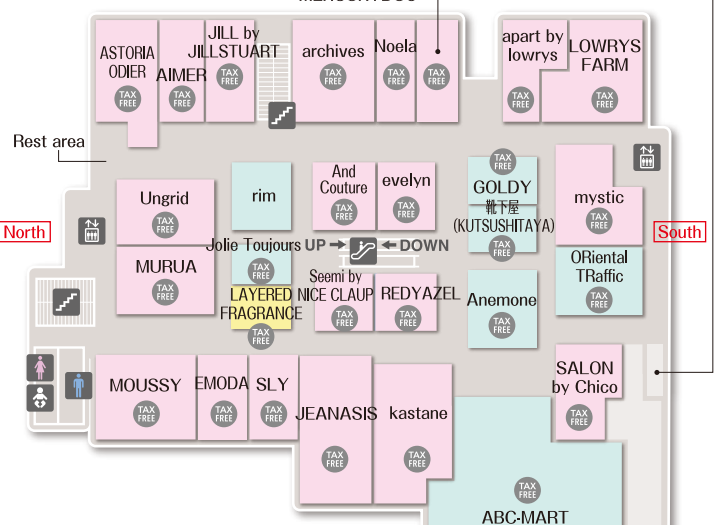 ASTORIA
ODIER
TAX
FREE
AIMER
TAX
FREE
JILL by
JILLSTUART
TAX
FREE
archives
TAX
FREE
Noela
TAX
FREE
TAX
FREE
apart by
lowrys
TAX
FREE
LOWRYS
FARM
TAX
FREE
Rest area
North
Ungrid
TAX
FREE
rim
And
Couture
TAX
FREE
evelyn
TAX
FREE
TAX
FREE
GOLDY
靴下屋
(KUTSUSHITAYA)
TAX
FREE
mystic
TAX
FREE
South
MURUA
TAX
FREE
Jolie Toujours
TAX
FREE
UP
DOWN
LAYERED
FRAGRANCE
TAX
FREE
Seemi by
NICE CLAUP
TAX
FREE
REDYAZEL
TAX
FREE
Anemone
TAX
FREE
ORiental
TRaffic
TAX
FREE
MOUSSY
TAX
FREE
EMODA
TAX
FREE
SLY
TAX
FREE
JEANASIS
TAX
FREE
kastane
TAX
FREE
SALON
by Chico
TAX
FREE
TAX
FREE
ABC-MART